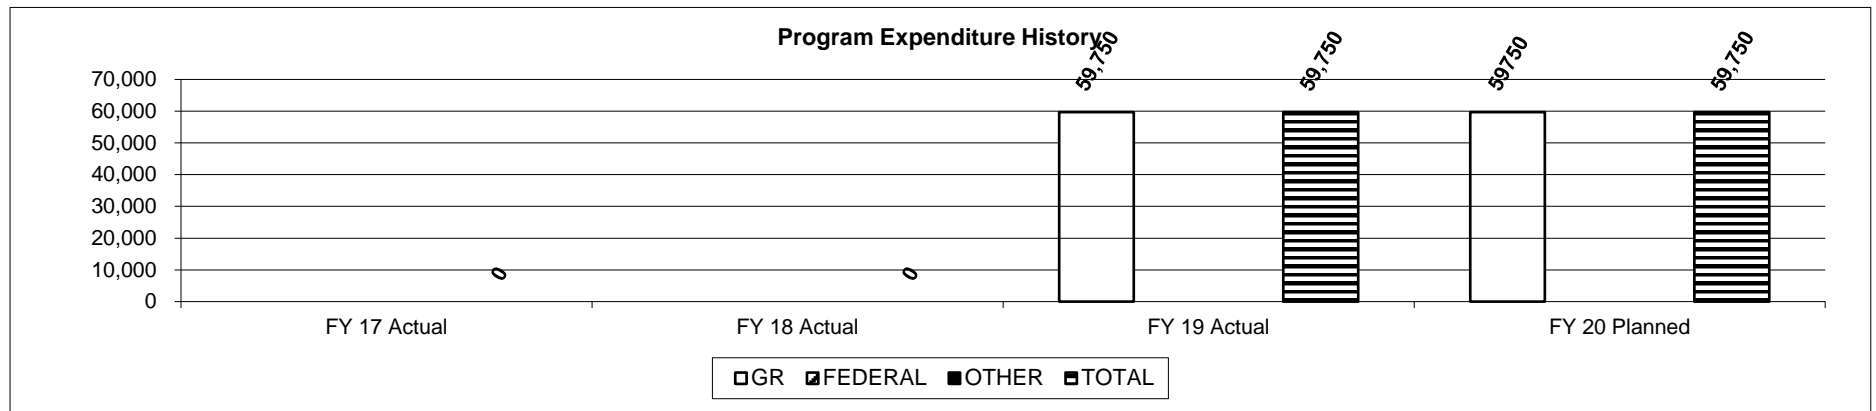 Program Expenditure History
59,750
59,750
59750
59,750
70,000
60,000
50,000
40,000
30,000
20,000
10,000
0
0
0
FY 17 Actual
FY 18 Actual
FY 19 Actual
FY 20 Planned
GR FEDERAL OTHER TOTAL